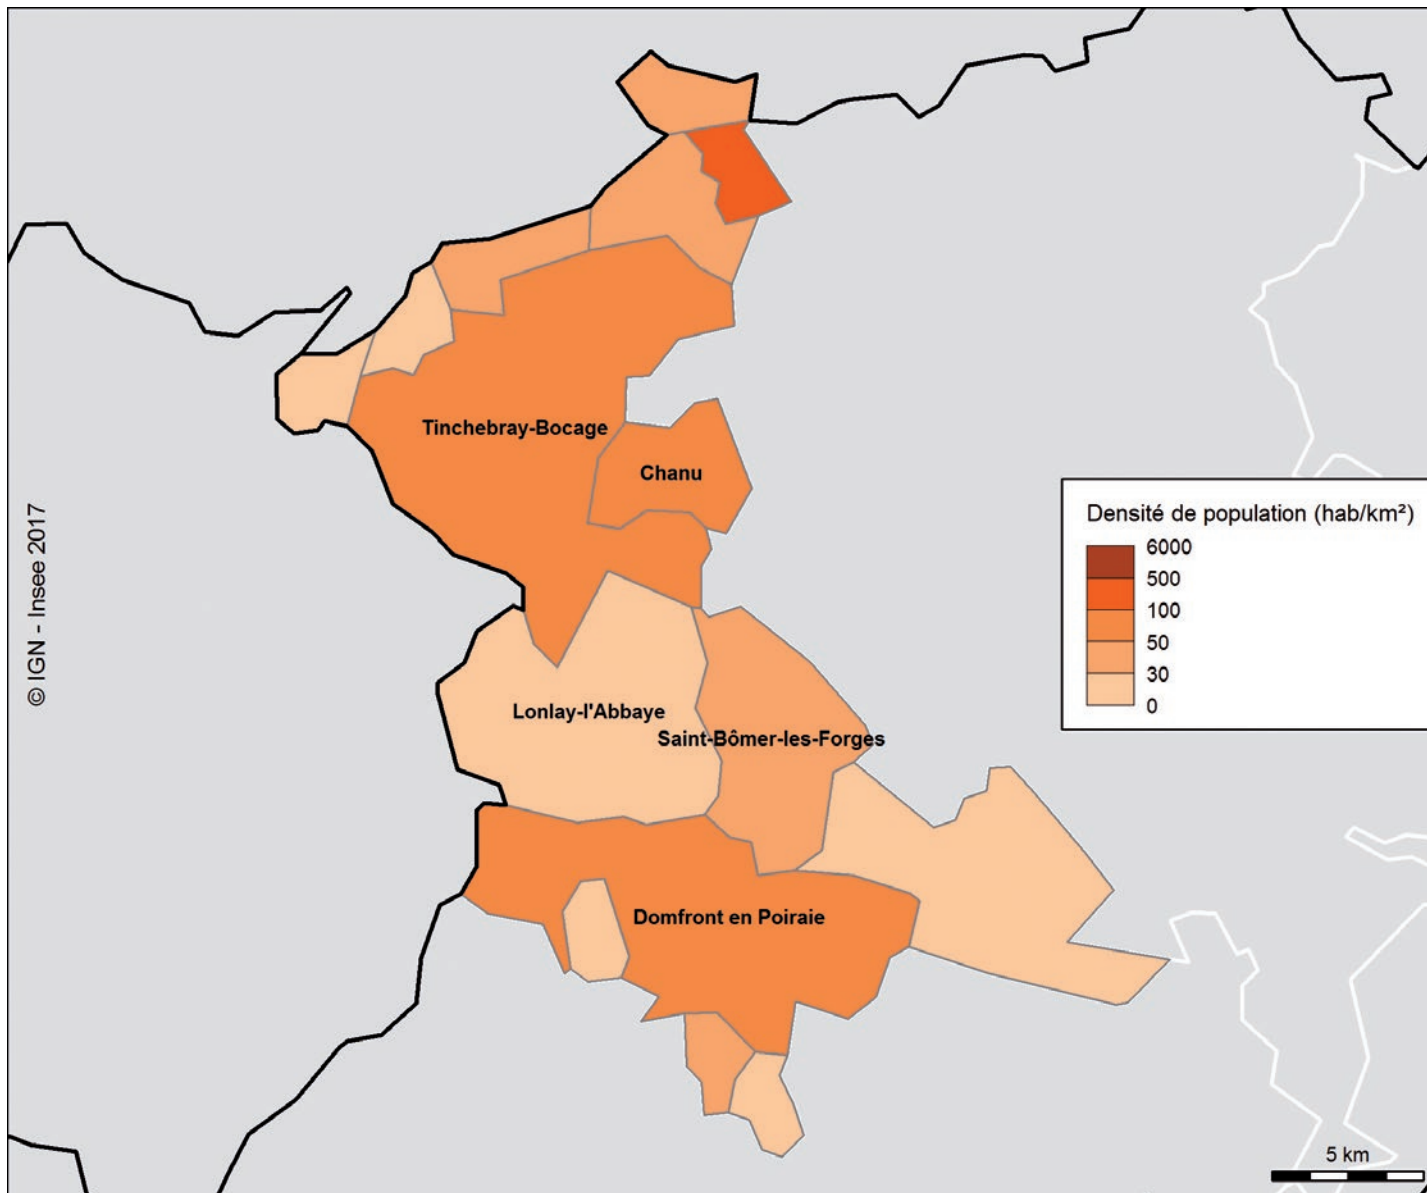 Tinchebray-Bocage
Chanu
© IGN - Insee 2017
Densité de population (hab/km²)
6000
500
100
50
30
0
Lonlay-l'Abbaye
Saint-Bômer-les-Forges
Domfront en Poiraie
5 km